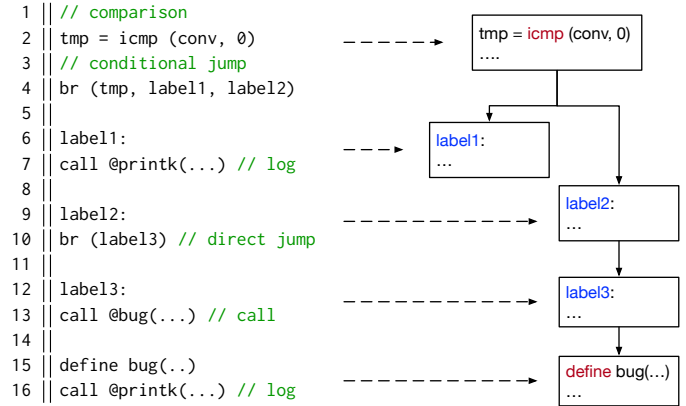 1 // comparison
2 tmp = icmp (conv, 0)
3 // conditional jump
4 br (tmp, label1, label2)
5
6 label1:
7 call @printk(...) // log
8
9 label2:
10 br (label3) // direct jump
11
12 label3:
13 call @bug(...) // call
14
15 define bug(..)
16 call @printk(...) // log
tmp = icmp (conv, 0)
....
label1:
...
label2:
...
label3:
...
define bug(...)
...